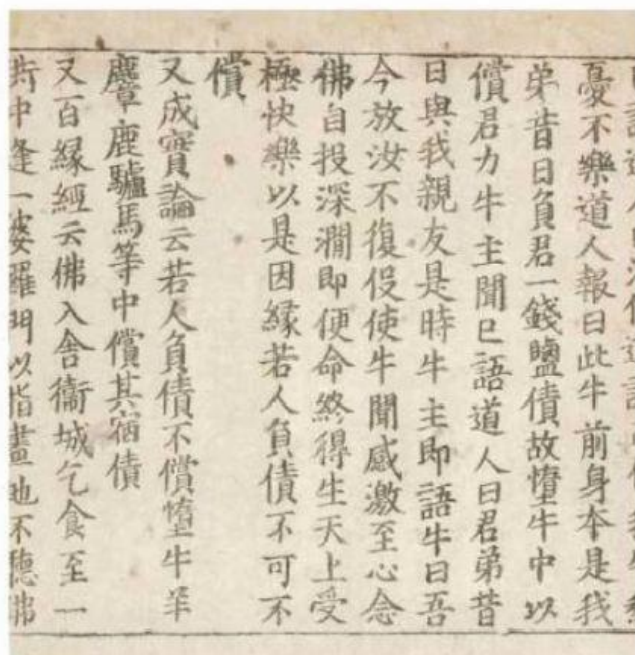 憂不樂道人報曰此牛前身本是我
弟昔日負君一錢鹽債故墮牛中以
償君力牛主聞已語道人曰君弟昔
日與我親友是時牛主即語牛曰吾
今放汝不復役使牛聞感激至心念
佛自投深澗即便命終得生天上受
極快樂以是因緣若人負債不可不
償
又成實論云若人負債不償墮牛羊
麞鹿驢馬等中償其宿債
又百緣經云佛入舍衞城乞食至一
街中逢一婆羅門以指畫地不聽佛